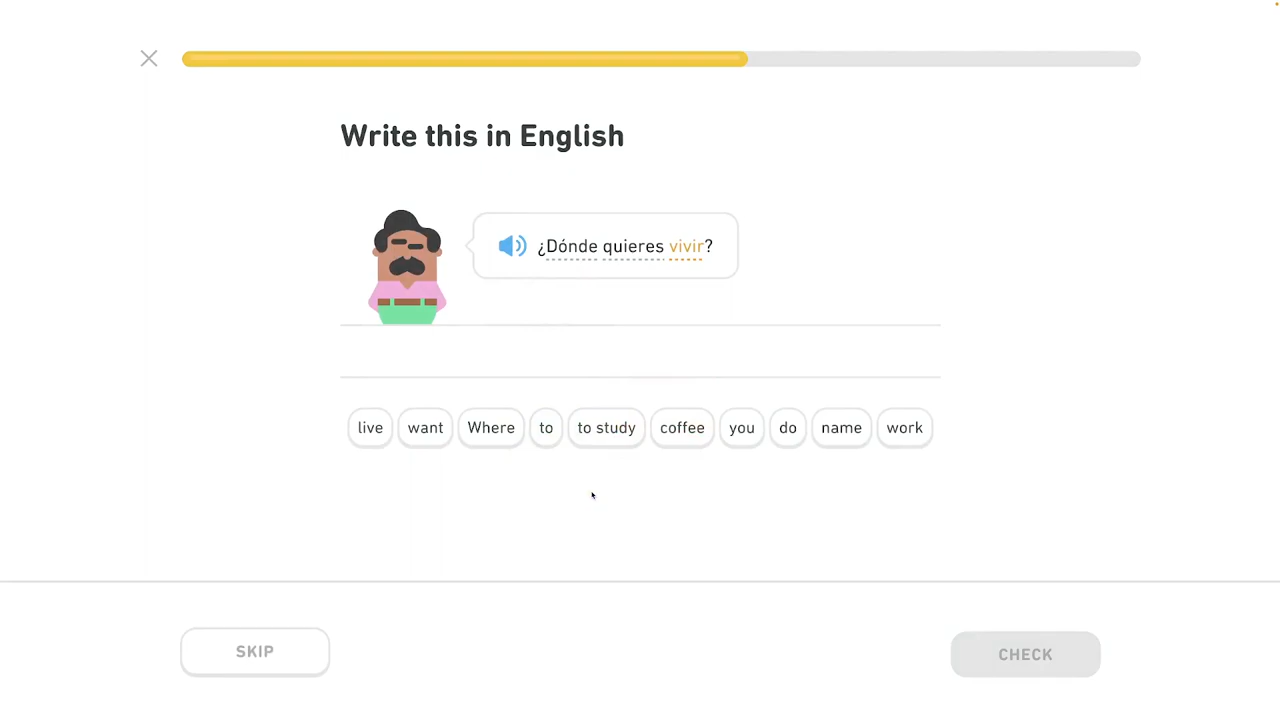 Write this in English
¿Dónde quieres vivir?
live want Where to to study coffee you do name work
SKIP
CHECK